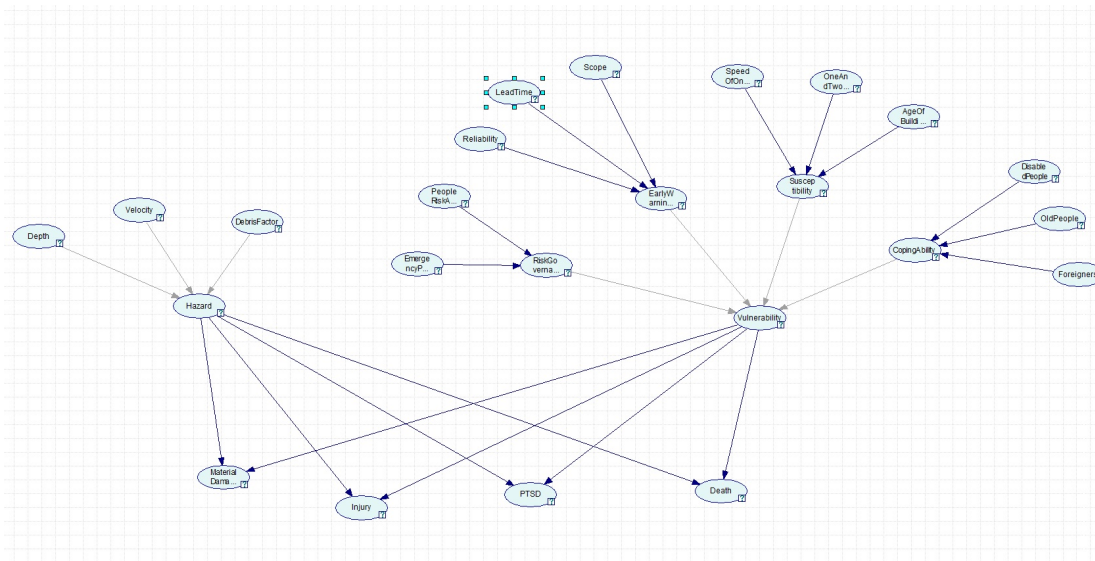 Scope
LeadTime
Speed
OfOn...
OneAn
dTwo...
AgeOf
Buildi ...
Reliability
Disable
dPeople
Suscep
tibility
People
RiskA...
EarlyW
arnin...
Velocity
DebrisFactor
OldPeople
Depth
CopingAbility
Emerge
ncyP...
RiskGo
verna...
Foreigners
Hazard
Vulnerability
Material
Dama...
Injury
PTSD
Death